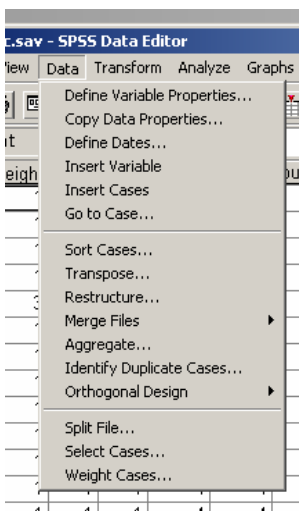 c.sav - SPSS Data Editor
Data Transform Analyze Graphs
Define Variable Properties...
Copy Data Properties...
Define Dates...
Insert Variable
Insert Cases
Go to Case...
Sort Cases...
Transpose...
Restructure...
Merge Files
Aggregate...
Identify Duplicate Cases...
Orthogonal Design
Split File...
Select Cases...
Weight Cases...